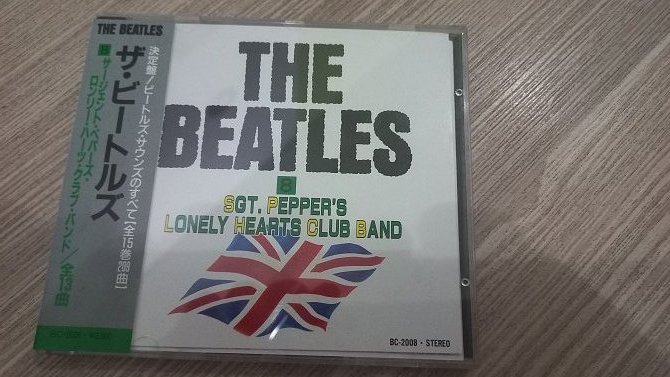 THE BEATLES
決定盤!ビートルズ・サウンズのすべて[全15巻209曲]
ザ・ビートルズ
8 サージェント・ペパーズ・
ロンリー・ハーツ・クラブ・バンド/全13曲
THE
BEATLES
8
SGT. PEPPER'S
LONELY HEARTS CLUB BAND
BC-2008・STEREO